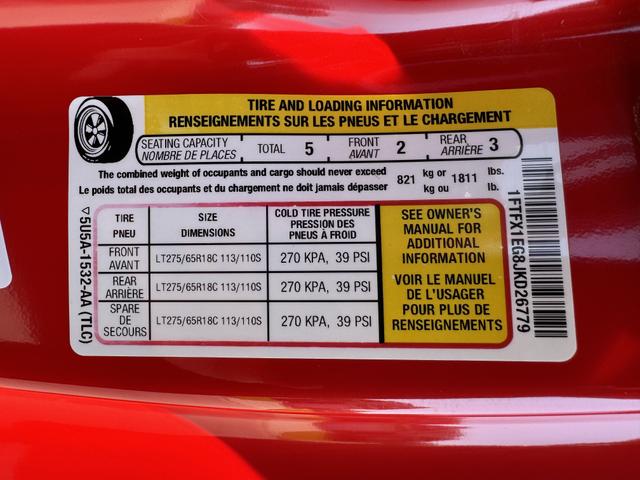 TIRE AND LOADING INFORMATION
RENSEIGNEMENTS SUR LES PNEUS ET LE CHARGEMENT
SEATING CAPACITY
NOMBRE DE PLACES
TOTAL 5
FRONT
AVANT 2
REAR
ARRIÈRE 3
The combined weight of occupants and cargo should never exceed
Le poids total des occupants et du chargement ne doit jamais dépasser
821 kg or
kg ou
1811 lbs.
lb.
TIRE
PNEU
SIZE
DIMENSIONS
COLD TIRE PRESSURE
PRESSION DES
PNEUS À FROID
FRONT
AVANT
LT275/65R18C 113/110S
270 KPA, 39 PSI
REAR
ARRIÈRE
LT275/65R18C 113/110S
270 KPA, 39 PSI
SPARE
DE
SECOURS
LT275/65R18C 113/110S
270 KPA, 39 PSI
SEE OWNER'S
MANUAL FOR
ADDITIONAL
INFORMATION
VOIR LE MANUEL
DE L'USAGER
POUR PLUS DE
RENSEIGNEMENTS
5U5A-1532-AA (TLC)
1FTFX1EG8JKD26779